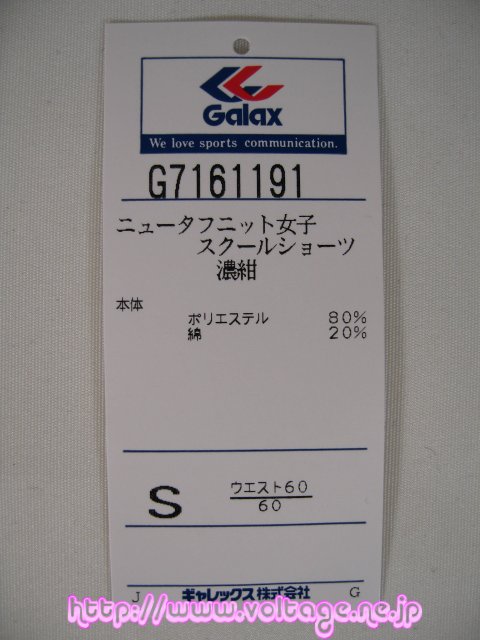 Galax
We love sports communication.
G7161191
ニュータフニット女子
スクールショーツ
濃紺
本体
ポリエステル 80%
綿 20%
S
ウエスト60
60
J ギャレックス株式会社 G
http://www.voltage.ne.jp